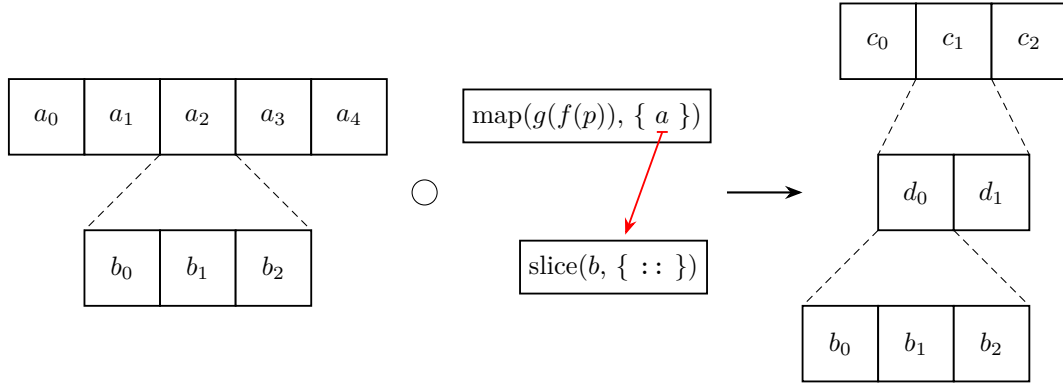 a₀ a₁ a₂ a₃ a₄
b₀ b₁ b₂
map(g(f(p)), { a })
slice(b, { : : })
c₀ c₁ c₂
d₀ d₁
b₀ b₁ b₂